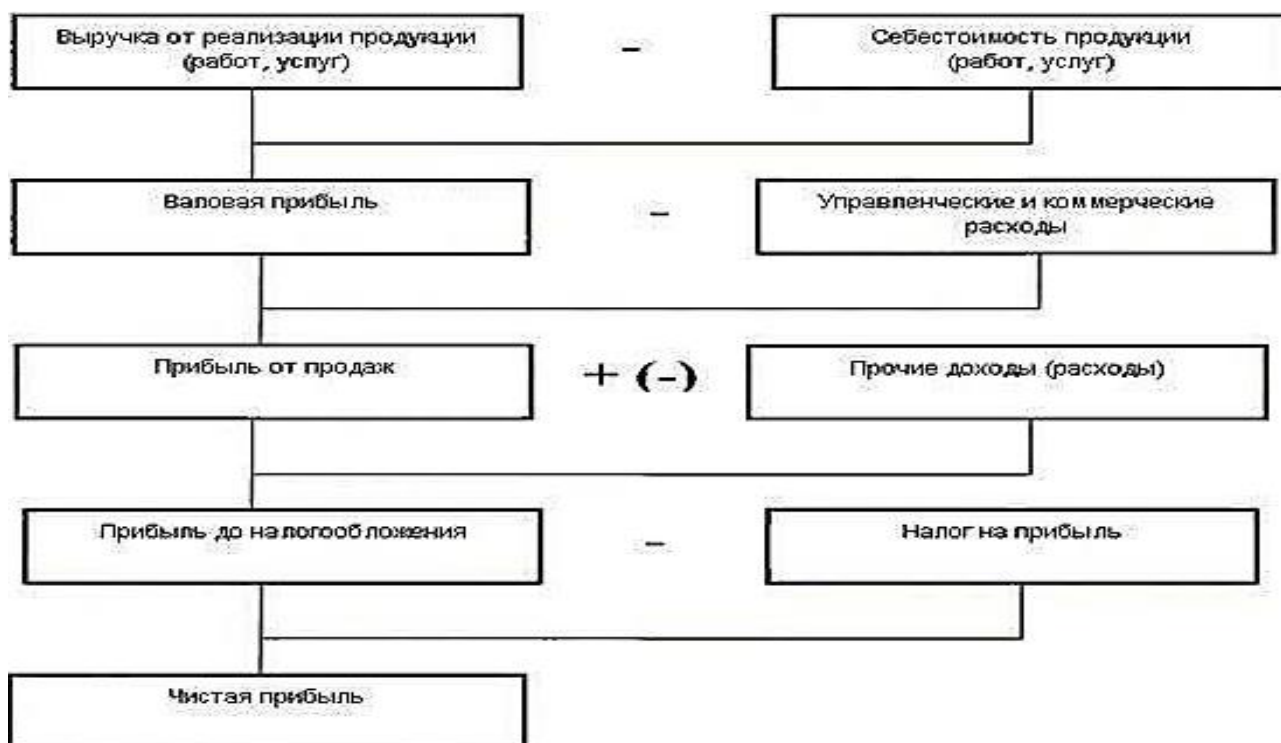 Выручка от реализации продукции
(работ, услуг)
-
Себестоимость продукции
(работ, услуг)
Валовая прибыль
-
Управленческие и коммерческие
расходы
Прибыль от продаж
+ (-)
Прочие доходы (расходы)
Прибыль до налогообложения
-
Налог на прибыль
Чистая прибыль